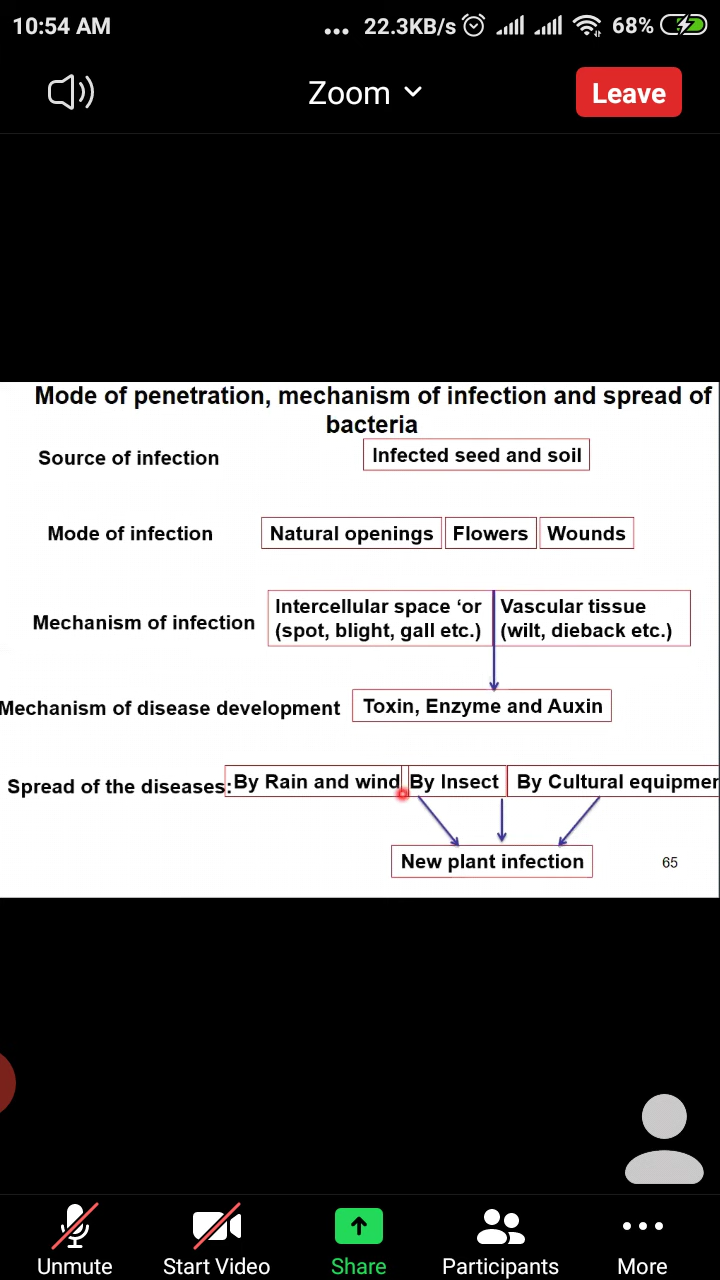 10:54 AM ... 22.3KB/s 68%
Zoom Leave
Mode of penetration, mechanism of infection and spread of
bacteria
Source of infection Infected seed and soil
Mode of infection Natural openings Flowers Wounds
Mechanism of infection Intercellular space ‘or Vascular tissue
(spot, blight, gall etc.) (wilt, dieback etc.)
Mechanism of disease development Toxin, Enzyme and Auxin
Spread of the diseases: By Rain and wind By Insect By Cultural equipmer
New plant infection 65
Unmute Start Video Share Participants More